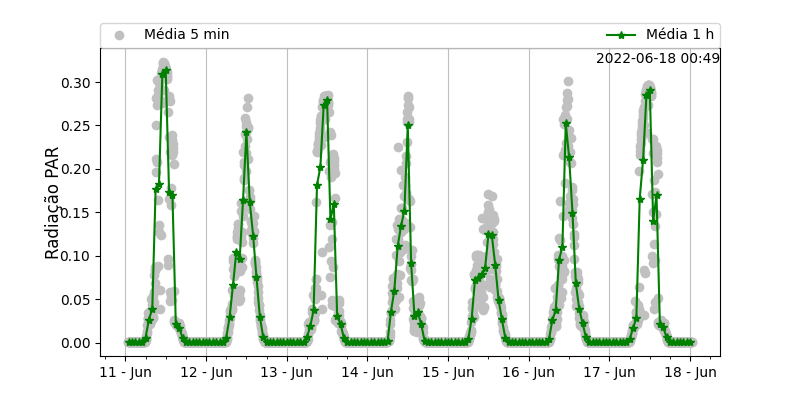 Média 5 min
Média 1 h
2022-06-18 00:49
Radiação PAR
0.30
0.25
0.20
0.15
0.10
0.05
0.00
11 - Jun
12 - Jun
13 - Jun
14 - Jun
15 - Jun
16 - Jun
17 - Jun
18 - Jun